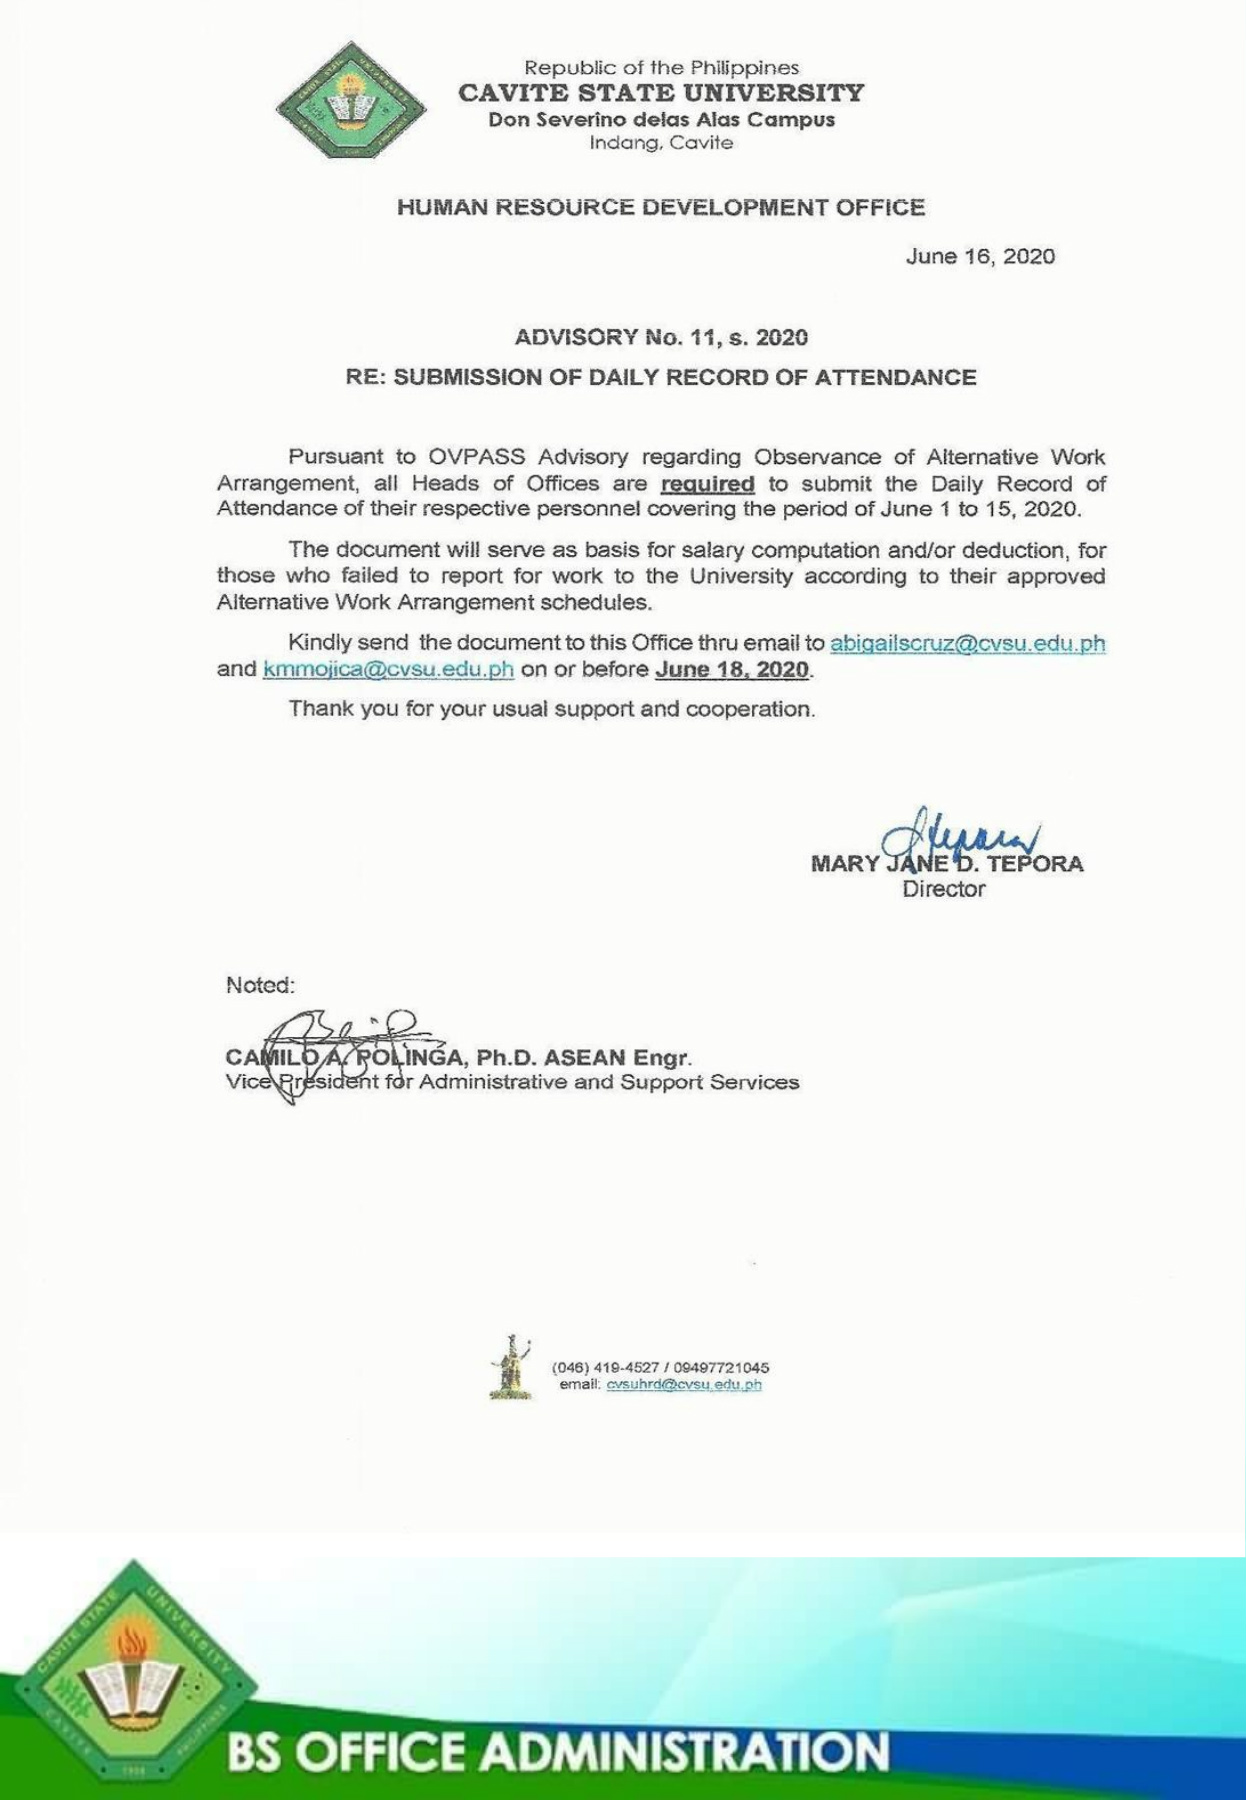 Republic of the Philippines
CAVITE STATE UNIVERSITY
Don Severino delas Alas Campus
Indang, Cavite
HUMAN RESOURCE DEVELOPMENT OFFICE
June 16, 2020
ADVISORY No. 11, s. 2020
RE: SUBMISSION OF DAILY RECORD OF ATTENDANCE
Pursuant to OVPASS Advisory regarding Observance of Alternative Work
Arrangement, all Heads of Offices are required to submit the Daily Record of
Attendance of their respective personnel covering the period of June 1 to 15, 2020.
The document will serve as basis for salary computation and/or deduction, for
those who failed to report for work to the University according to their approved
Alternative Work Arrangement schedules.
Kindly send the document to this Office thru email to abigailscruz@cvsu.edu.ph
and kmmojica@cvsu.edu.ph on or before June 18, 2020.
Thank you for your usual support and cooperation.
MARY JANE D. TEPORA
Director
Noted:
CAMILO A. POLINGA, Ph.D. ASEAN Engr.
Vice President for Administrative and Support Services
(046) 419-4527 / 09497721045
email: cvsuhrd@cvsu.edu.ph
CAVITE STATE UNIVERSITY
CAVITE PHILIPPINES
1906
BS OFFICE ADMINISTRATION